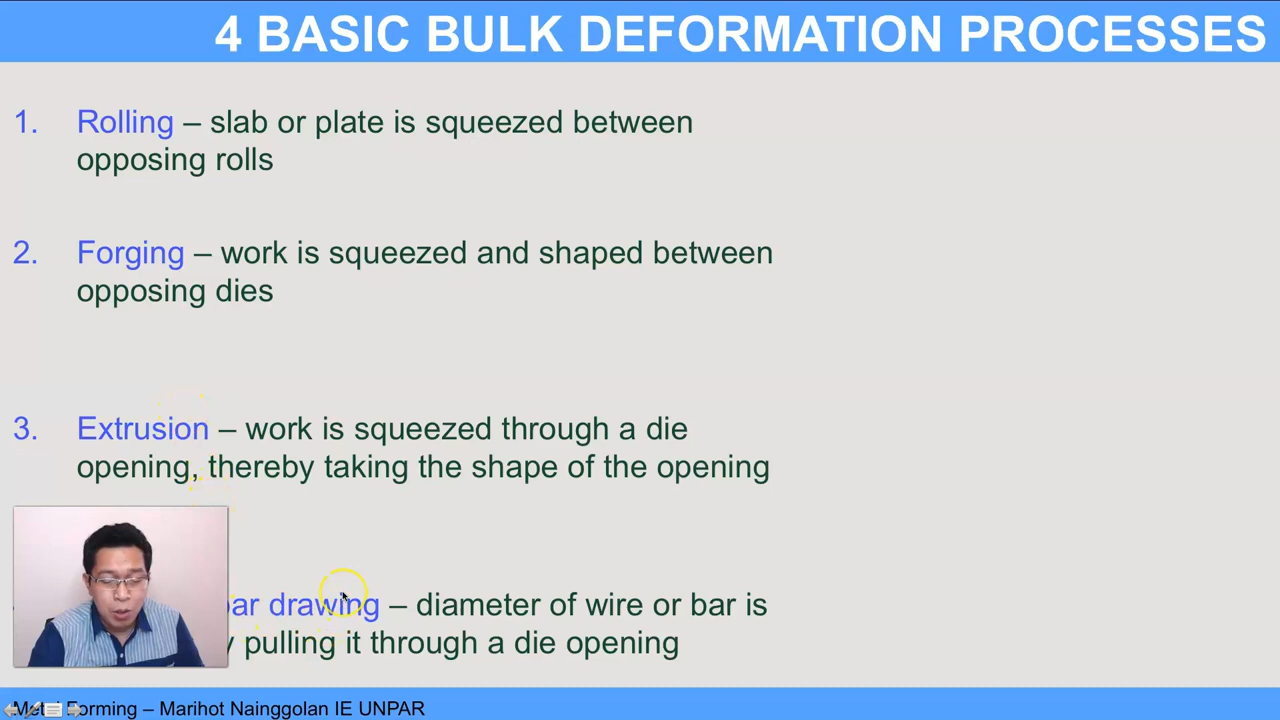 4 BASIC BULK DEFORMATION PROCESSES
1. Rolling – slab or plate is squeezed between
opposing rolls
2. Forging – work is squeezed and shaped between
opposing dies
3. Extrusion – work is squeezed through a die
opening, thereby taking the shape of the opening
drawing – diameter of wire or bar is
pulling it through a die opening
Forming – Marihot Nainggolan IE UNPAR